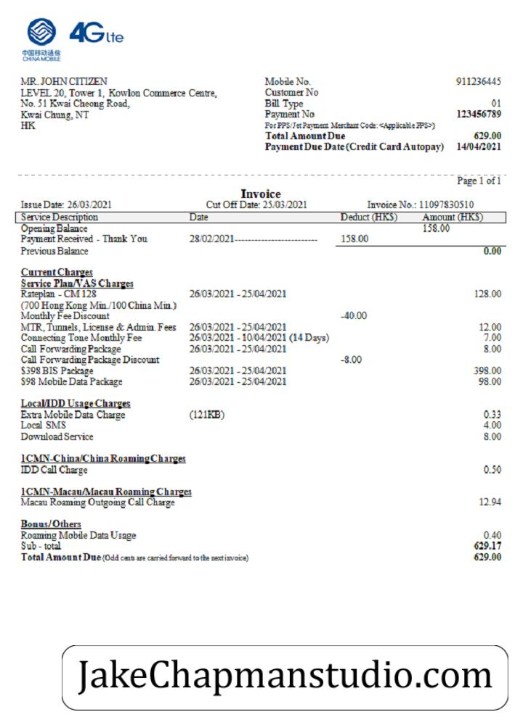 中国移动通信
CHINA MOBILE
4G lte
MR. JOHN CITIZEN
LEVEL 20, Tower 1, Kowlon Commerce Centre,
No. 51 Kwai Cheong Road,
Kwai Chung, NT
HK
Mobile No. 911236445
Customer No
Bill Type 01
Payment No 123456789
For PPS/Jet Payment Merchant Code: <Applicable PPS>)
Total Amount Due 629.00
Payment Due Date (Credit Card Autopay) 14/04/2021
Page 1 of 1
Invoice
Issue Date: 26/03/2021 Cut Off Date: 25/03/2021 Invoice No.: 11097830510
Service Description Date Deduct (HK$) Amount (HK$)
Opening Balance 158.00
Payment Received - Thank You 28/02/2021------------------------- 158.00
Previous Balance 0.00
Current Charges
Service Plan/VAS Charges
Rateplan - CM 128 26/03/2021 - 25/04/2021 128.00
(700 Hong Kong Min./100 China Min.)
Monthly Fee Discount -40.00
MTR, Tunnels, License & Admin. Fees 26/03/2021 - 25/04/2021 12.00
Connecting Tone Monthly Fee 26/03/2021 - 10/04/2021 (14 Days) 7.00
Call Forwarding Package 26/03/2021 - 25/04/2021 8.00
Call Forwarding Package Discount -8.00
$398 BIS Package 26/03/2021 - 25/04/2021 398.00
$98 Mobile Data Package 26/03/2021 - 25/04/2021 98.00
Local/IDD Usage Charges
Extra Mobile Data Charge (121KB) 0.33
Local SMS 4.00
Download Service 8.00
1CMN-China/China Roaming Charges
IDD Call Charge 0.50
1CMN-Macau/Macau Roaming Charges
Macau Roaming Outgoing Call Charge 12.94
Bonus/Others
Roaming Mobile Data Usage 0.40
Sub - total 629.17
Total Amount Due (Odd cents are carried forward to the next invoice) 629.00
JakeChapmanstudio.com